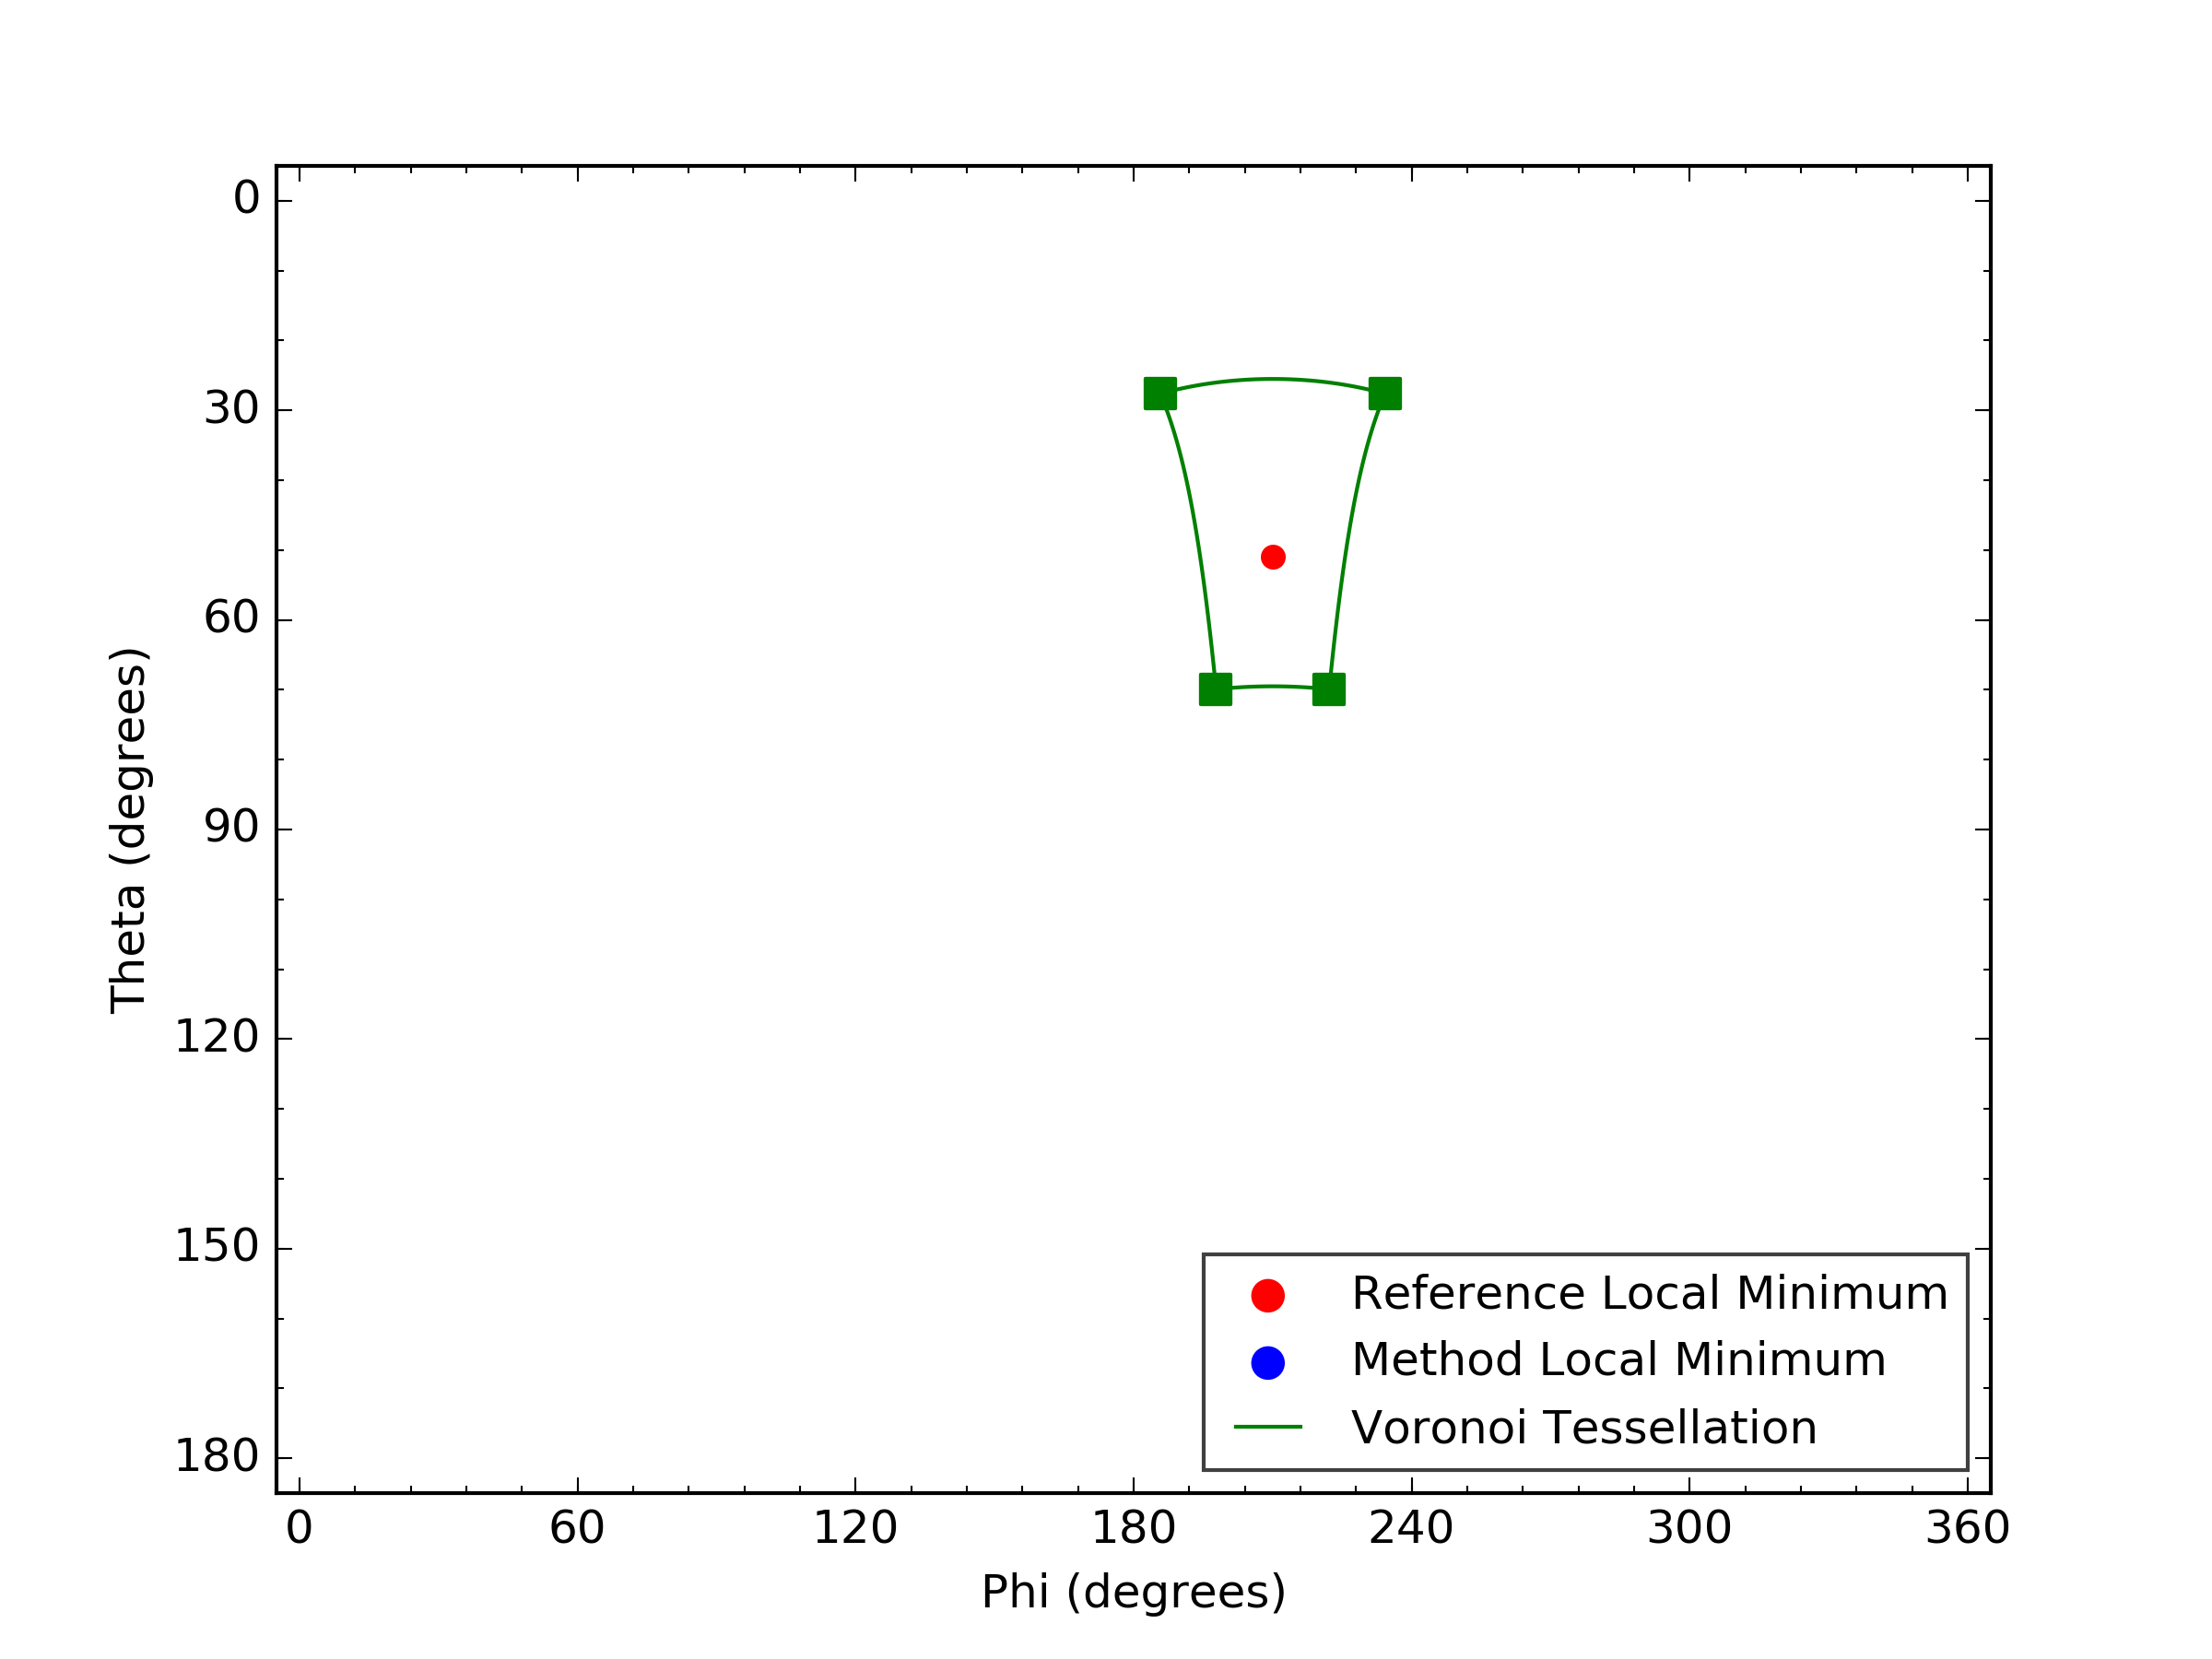 0
30
60
90
120
150
180
Theta (degrees)
Reference Local Minimum
Method Local Minimum
Voronoi Tessellation
0 60 120 180 240 300 360
Phi (degrees)